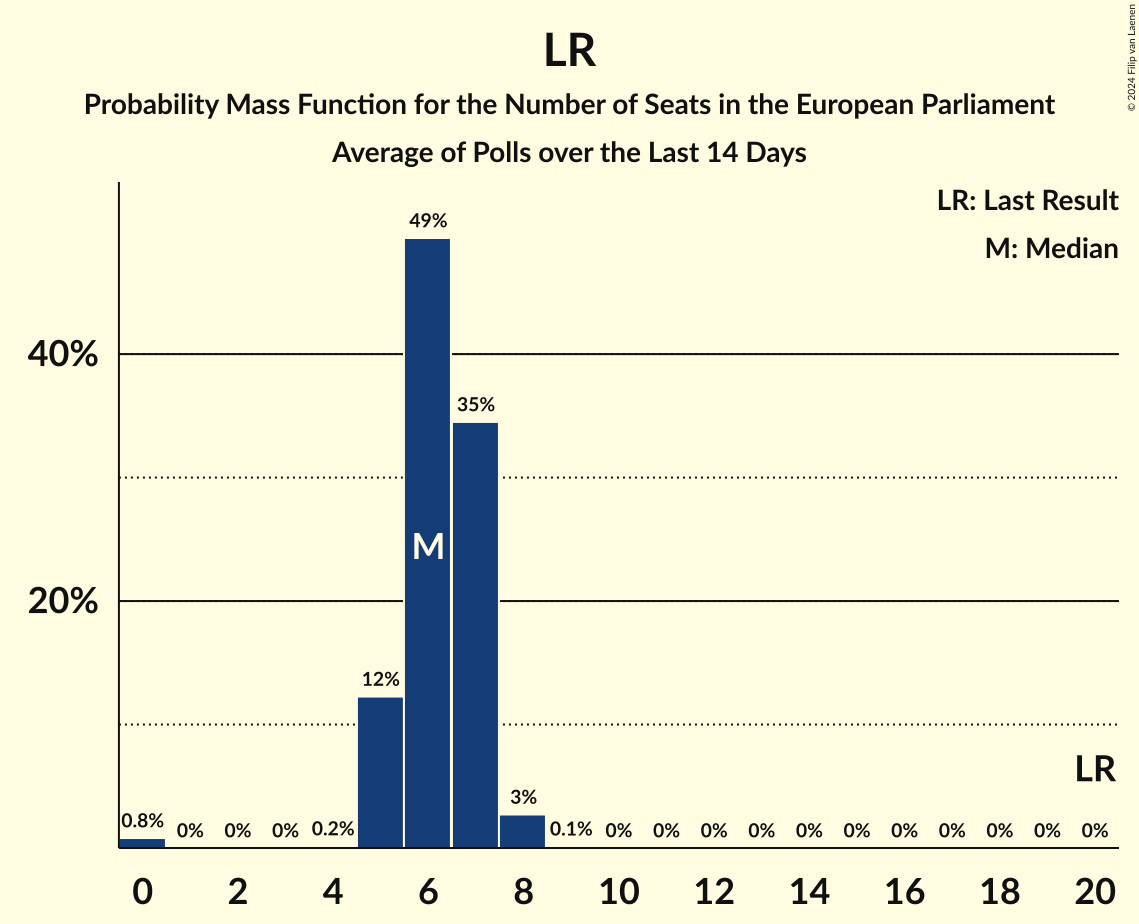 LR
Probability Mass Function for the Number of Seats in the European Parliament
Average of Polls over the Last 14 Days
© 2024 Filip van Laenen
LR: Last Result
M: Median
49%
40%
35%
M
20%
12%
LR
0.8% 0% 0% 0% 0.2% 3% 0.1% 0% 0% 0% 0% 0% 0% 0% 0% 0% 0% 0%
0 2 4 6 8 10 12 14 16 18 20